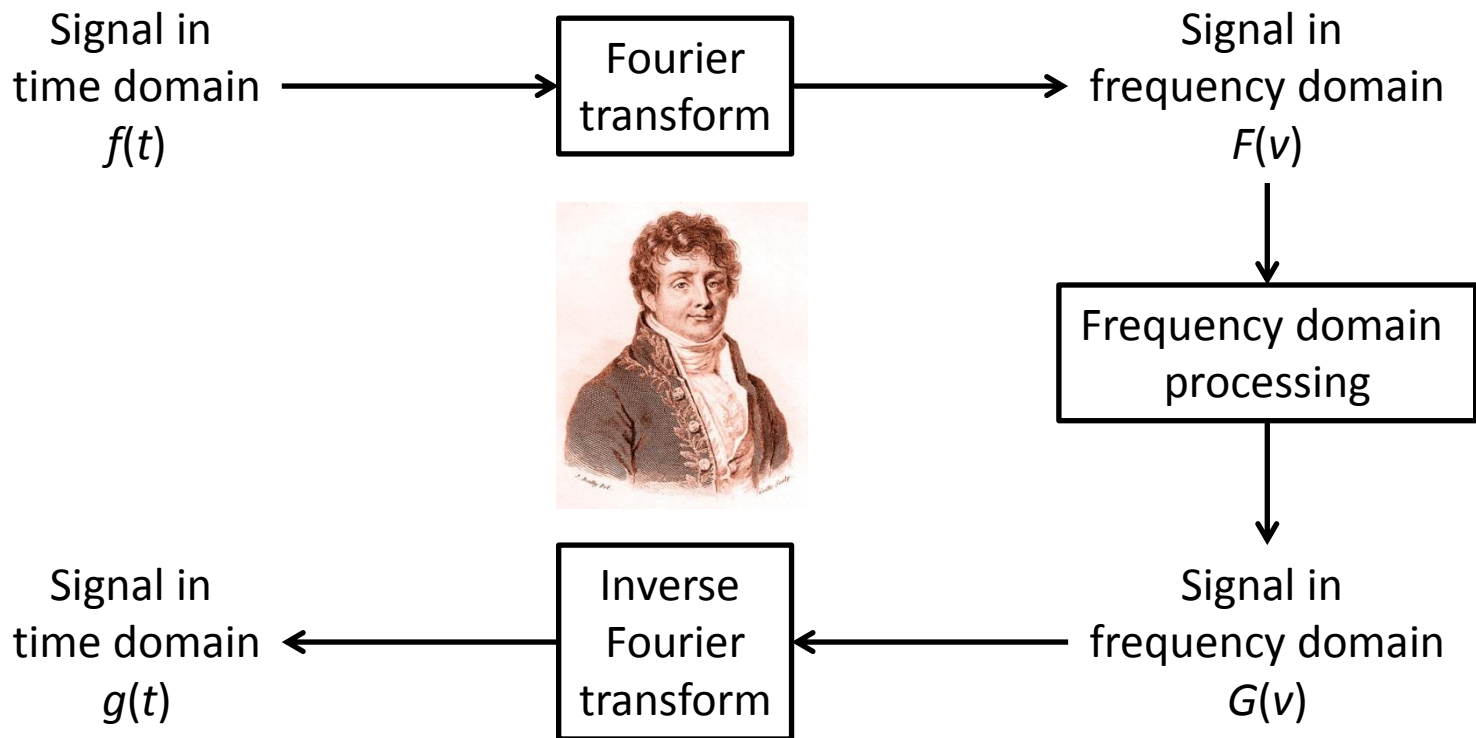 Signal in
time domain
f(t)
Fourier
transform
Signal in
frequency domain
F(ν)
Frequency domain
processing
Signal in
frequency domain
G(ν)
Inverse
Fourier
transform
Signal in
time domain
g(t)